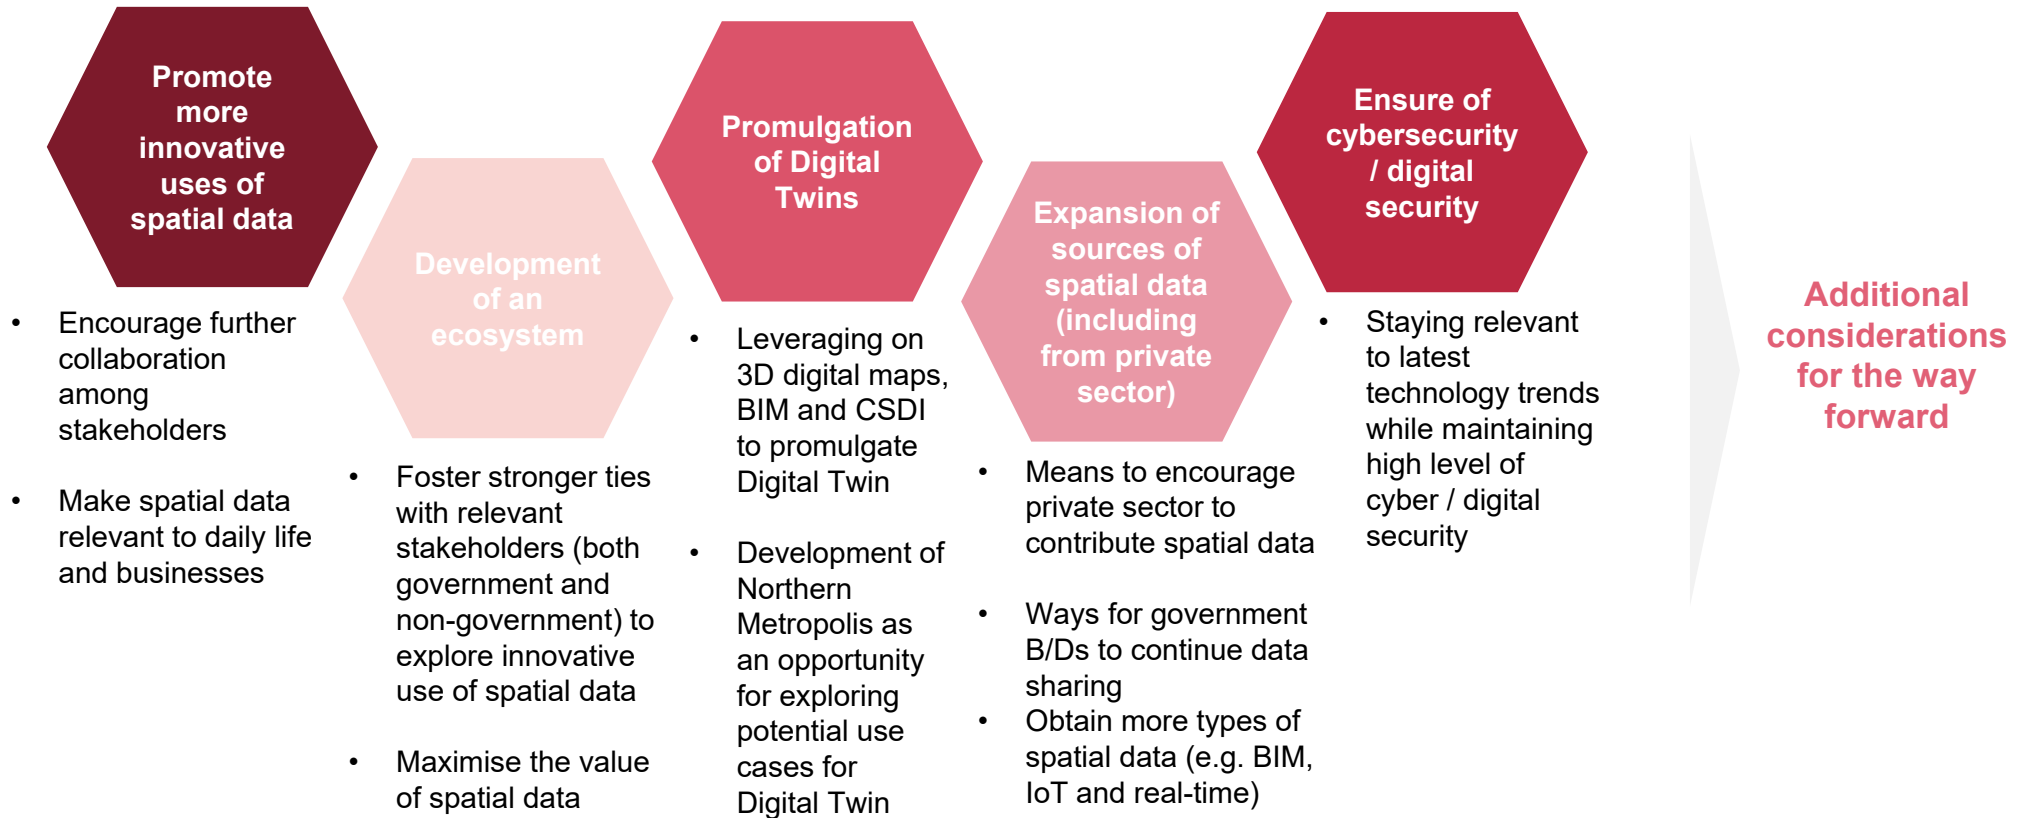 Promote
more
innovative
uses of
spatial data
• Encourage further
collaboration
among
stakeholders
• Make spatial data
relevant to daily life
and businesses
Development
of an
ecosystem
• Foster stronger ties
with relevant
stakeholders (both
government and
non-government) to
explore innovative
use of spatial data
• Maximise the value
of spatial data
Promulgation
of Digital
Twins
• Leveraging on
3D digital maps,
BIM and CSDI
to promulgate
Digital Twin
• Development of
Northern
Metropolis as
an opportunity
for exploring
potential use
cases for
Digital Twin
Expansion of
sources of
spatial data
(including
from private
sector)
• Means to encourage
private sector to
contribute spatial data
• Ways for government
B/Ds to continue data
sharing
• Obtain more types of
spatial data (e.g. BIM,
IoT and real-time)
Ensure of
cybersecurity
/ digital
security
• Staying relevant
to latest
technology trends
while maintaining
high level of
cyber / digital
security
Additional
considerations
for the way
forward